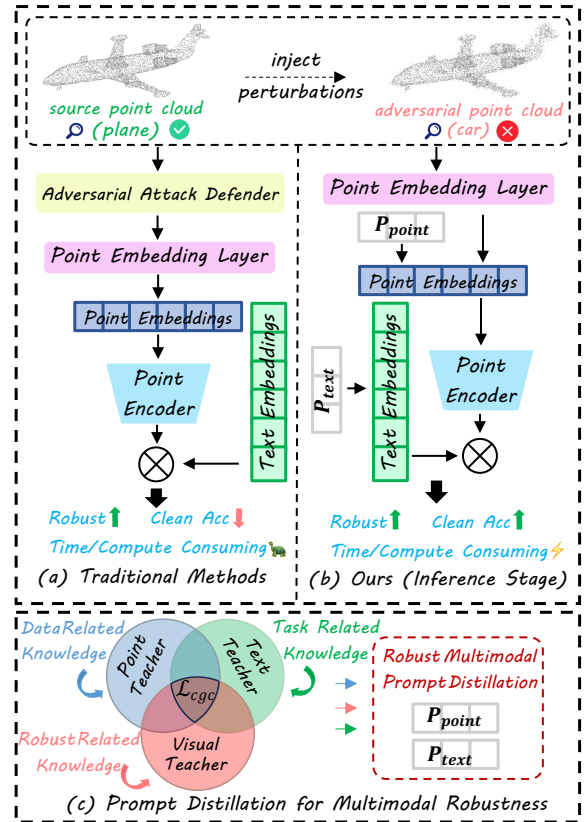 inject
perturbations
source point cloud
(plane)
adversarial point cloud
(car)
Adversarial Attack Defender
Point Embedding Layer
Point Embeddings
Point
Encoder
Text Embeddings
Robust
Clean Acc
Time/Compute Consuming
(a) Traditional Methods
Point Embedding Layer
P_point
Point Embeddings
P_text
Text Embeddings
Point
Encoder
Robust
Clean Acc
Time/Compute Consuming
(b) Ours (Inference Stage)
DataRelated
Knowledge
Point
Teacher
Text
Teacher
Task Related
Knowledge
L_cgc
RobustRelated
Knowledge
Visual
Teacher
Robust Multimodal
Prompt Distillation
P_point
P_text
(c) Prompt Distillation for Multimodal Robustness